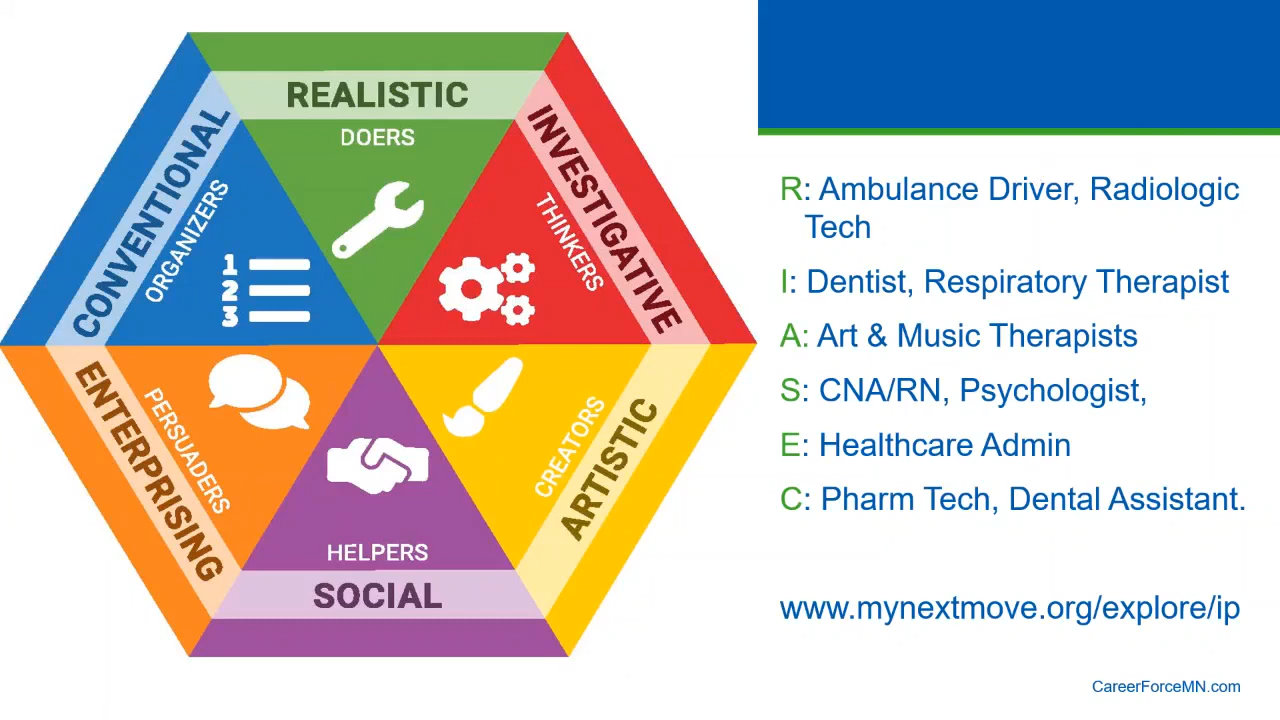 REALISTIC
DOERS
INVESTIGATIVE
THINKERS
CONVENTIONAL
ORGANIZERS
1
2
3
ENTERPRISING
PERSUADERS
CREATORS
ARTISTIC
HELPERS
SOCIAL
R: Ambulance Driver, Radiologic
Tech
I: Dentist, Respiratory Therapist
A: Art & Music Therapists
S: CNA/RN, Psychologist,
E: Healthcare Admin
C: Pharm Tech, Dental Assistant.
www.mynextmove.org/explore/ip
CareerForceMN.com